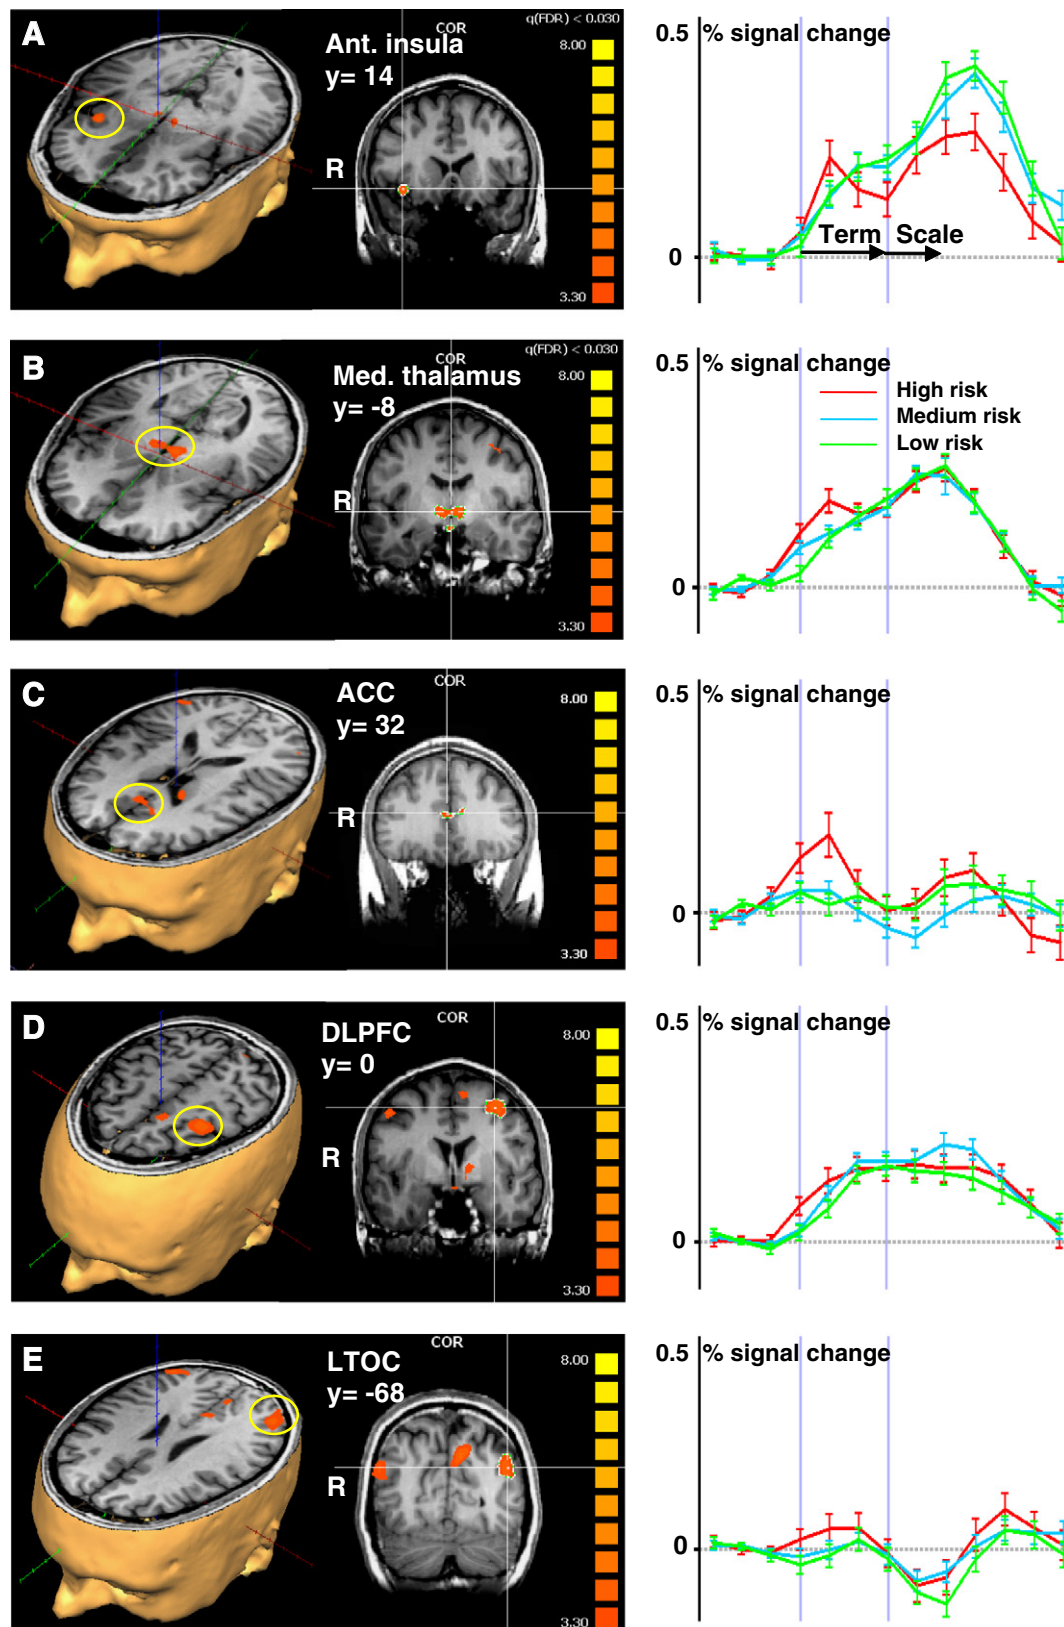 A
Ant. insula
y= 14
COR
q(FDR) < 0.030
8.00
R
3.30
0.5
% signal change
Term
Scale
0
B
Med. thalamus
y= -8
COR
q(FDR) < 0.030
8.00
R
3.30
0.5
% signal change
High risk
Medium risk
Low risk
0
C
ACC
y= 32
COR
8.00
R
3.30
0.5
% signal change
0
D
DLPFC
y= 0
COR
8.00
R
3.30
0.5
% signal change
0
E
LTOC
y= -68
COR
8.00
R
3.30
0.5
% signal change
0